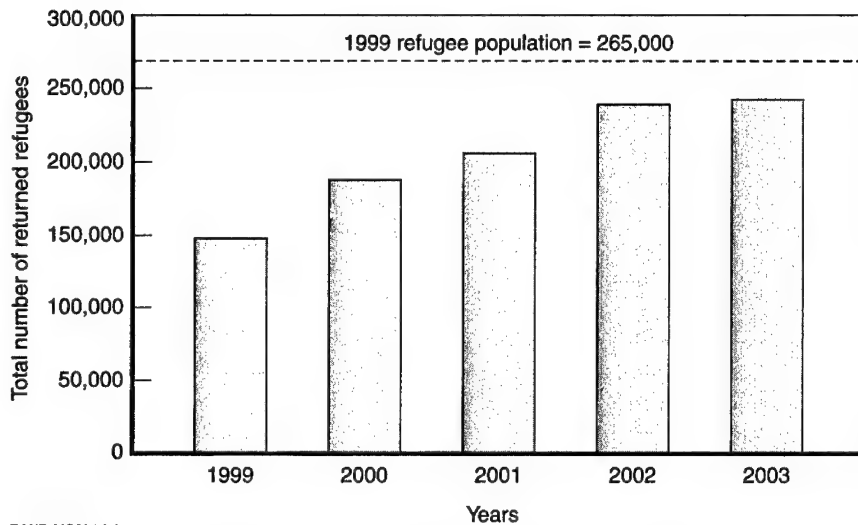 Total number of returned refugees
300,000
250,000
200,000
150,000
100,000
50,000
0
1999 refugee population = 265,000
1999 2000 2001 2002 2003
Years